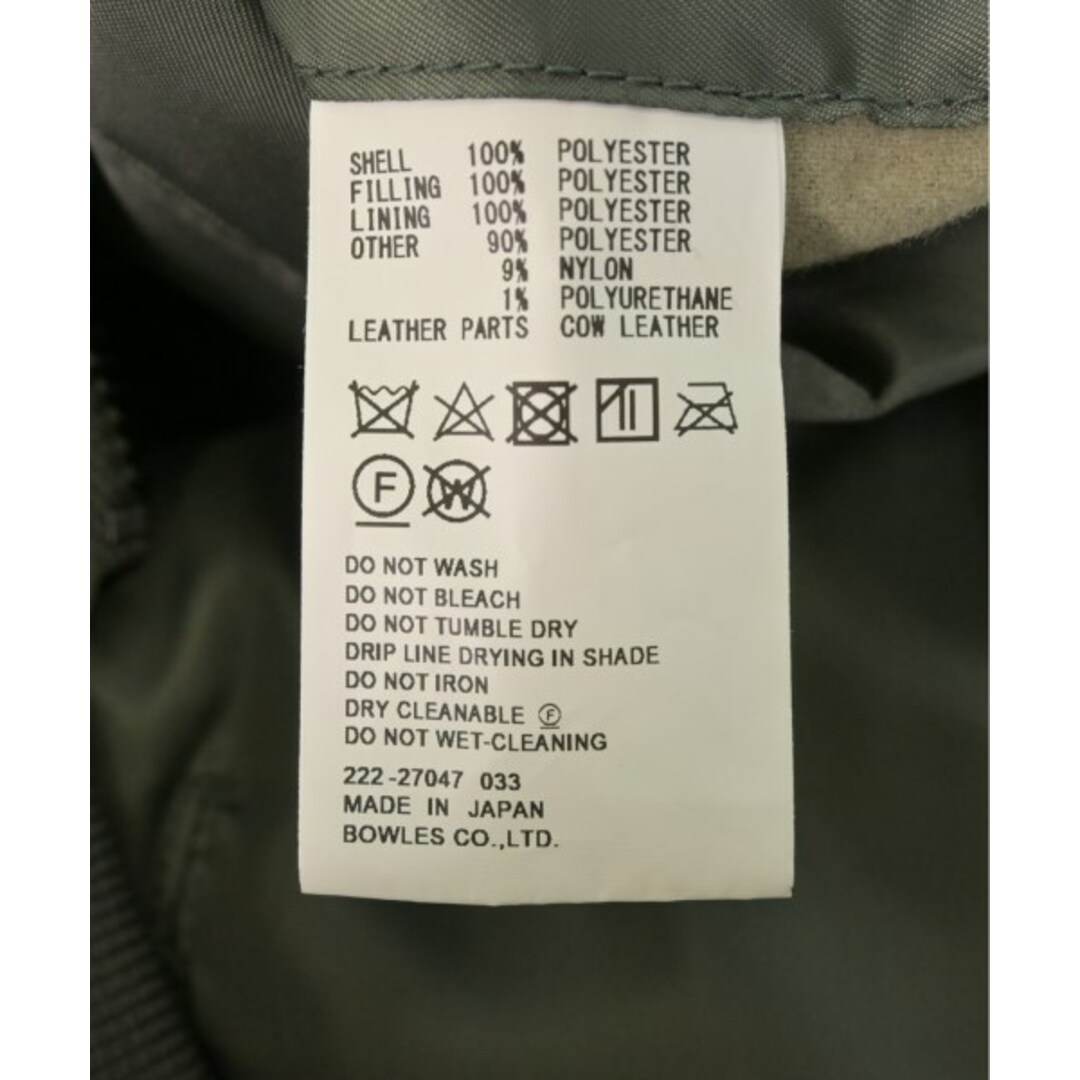 SHELL 100% POLYESTER
FILLING 100% POLYESTER
LINING 100% POLYESTER
OTHER 90% POLYESTER
9% NYLON
1% POLYURETHANE
LEATHER PARTS COW LEATHER
F W
DO NOT WASH
DO NOT BLEACH
DO NOT TUMBLE DRY
DRIP LINE DRYING IN SHADE
DO NOT IRON
DRY CLEANABLE Ⓕ
DO NOT WET-CLEANING
222-27047 033
MADE IN JAPAN
BOWLES CO.,LTD.